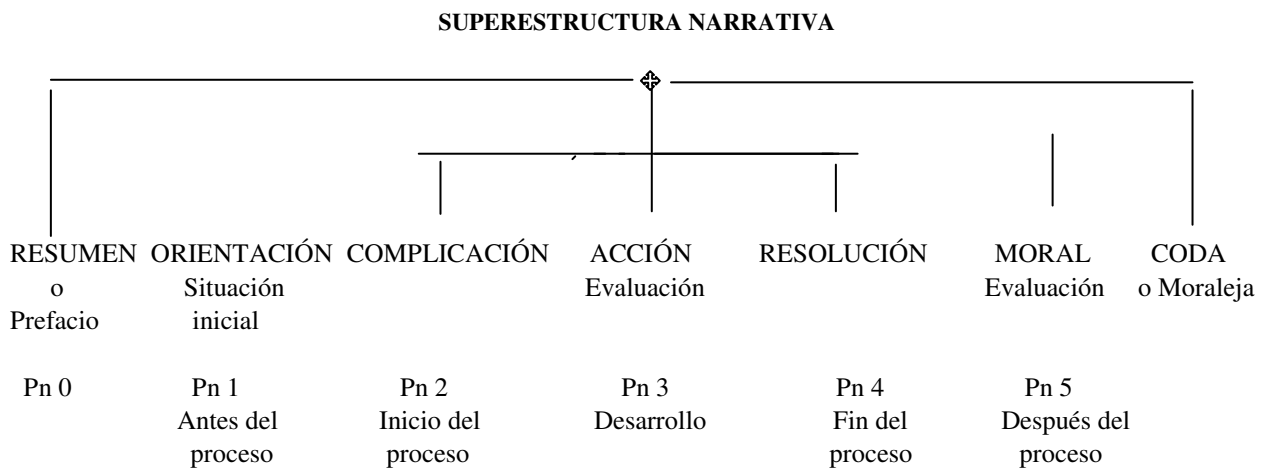 SUPERESTRUCTURA NARRATIVA
RESUMEN ORIENTACIÓN COMPLICACIÓN ACCIÓN RESOLUCIÓN MORAL CODA
o Situación Evaluación Evaluación o Moraleja
Prefacio inicial
Pn 0 Pn 1 Pn 2 Pn 3 Pn 4 Pn 5
Antes del Inicio del Desarrollo Fin del Después del
proceso proceso proceso proceso